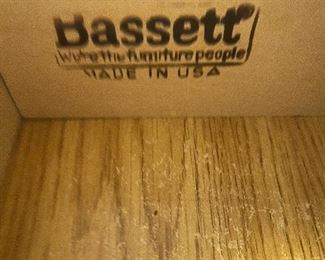 Bassett
We're the furniture people
MADE IN USA